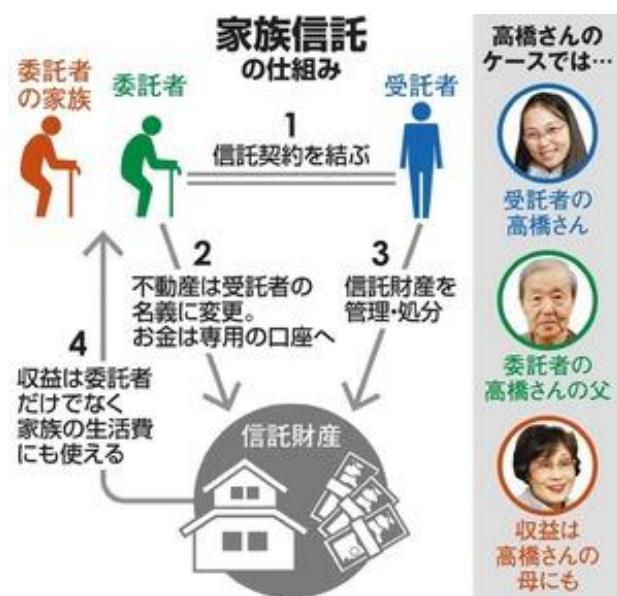 家族信託
の仕組み
委託者
の家族
委託者
受託者
1
信託契約を結ぶ
2
不動産は受託者の
名義に変更。
お金は専用の口座へ
3
信託財産を
管理・処分
4
収益は委託者
だけでなく
家族の生活費
にも使える
信託財産
高橋さんの
ケースでは…
受託者の
高橋さん
委託者の
高橋さんの父
収益は
高橋さんの
母にも